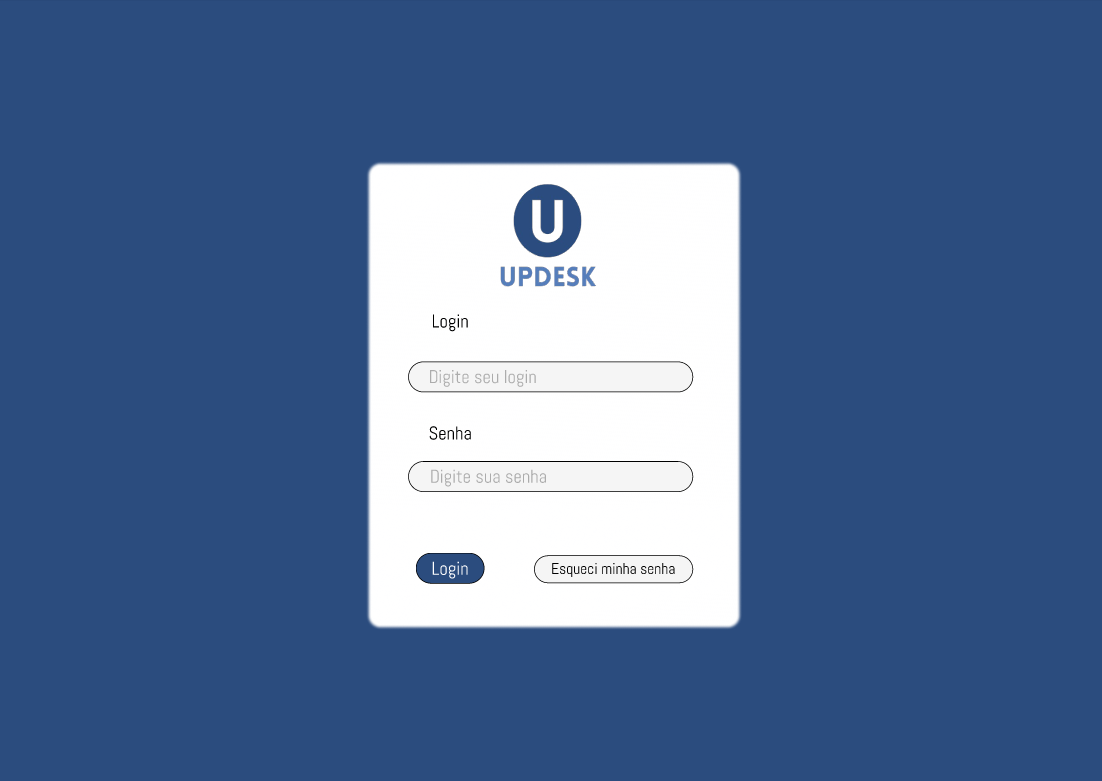 U
UPDESK
Login
Digite seu login
Senha
Digite sua senha
Login
Esqueci minha senha